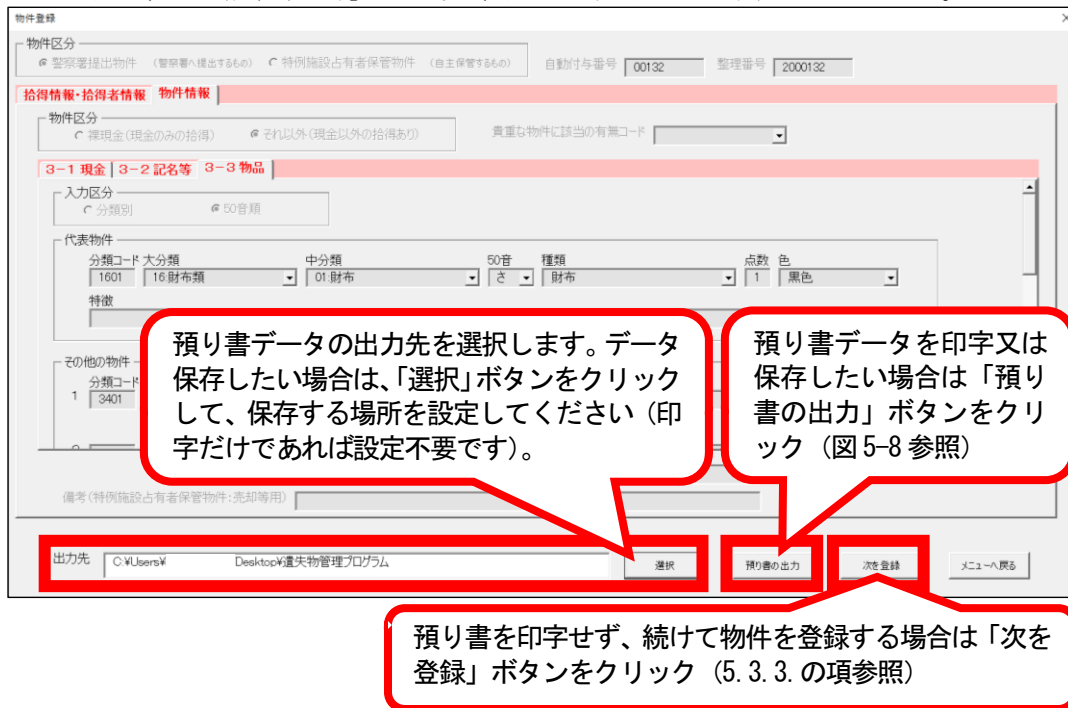 物件登録 ×
物件区分
警察署提出物件 (警察署へ提出するもの) 特例施設占有者保管物件 (自主保管するもの) 自動付与番号 00132 整理番号 2000132
拾得情報・拾得者情報 物件情報
物件区分
裸現金(現金のみの拾得) それ以外(現金以外の拾得あり) 貴重な物件に該当の有無コード
3-1 現金 3-2 記名等 3-3 物品
入力区分
分類別 50音順
代表物件
分類コード 大分類 中分類 50音 種類 点数 色
1601 16:財布類 01:財布 さ 財布 1 黒色
特徴
預り書データの出力先を選択します。データ
保存したい場合は、「選択」ボタンをクリック
して、保存する場所を設定してください（印
字だけであれば設定不要です）。
預り書データを印字又は
保存したい場合は「預り
書の出力」ボタンをクリ
ック（図5-8参照）
その他の物件
分類コード
1 3401
備考(特例施設占有者保管物件:売却等用)
出力先 C:¥Users¥ Desktop¥遺失物管理プログラム 選択 預り書の出力 次を登録 メニューへ戻る
預り書を印字せず、続けて物件を登録する場合は「次を
登録」ボタンをクリック（5.3.3.の項参照）